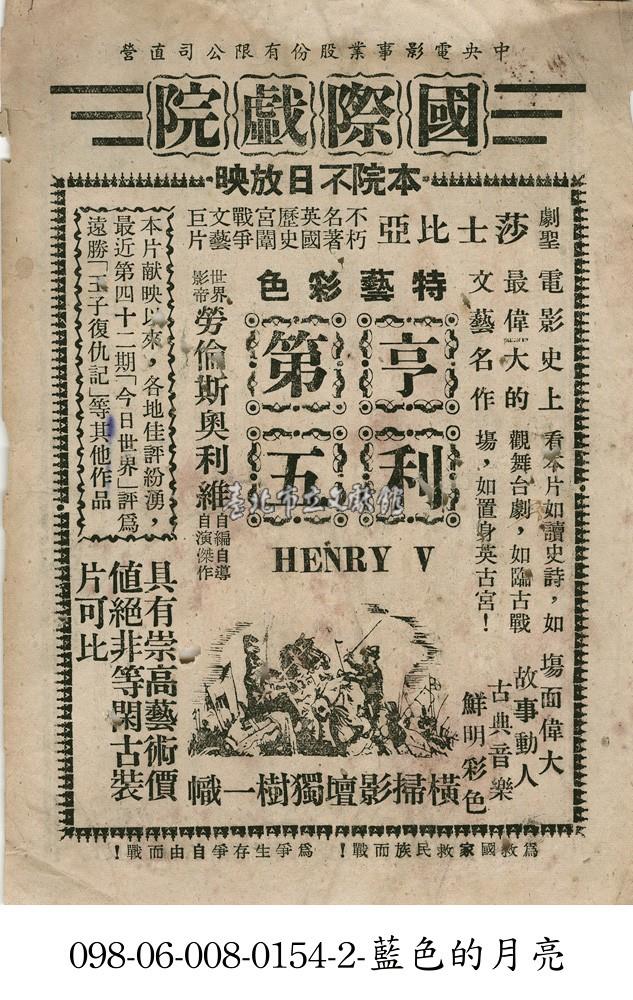 中央電影事業股份有限公司直營
國際戲院
本院不日放映
劇聖莎士比亞
不朽名著
英國歷史
宮闈戰爭
文藝巨片
電影史上
最偉大的
文藝名作
特藝彩色
亨利
第五
HENRY V
世界影帝
勞倫斯奧利維
自編自導
自演傑作
本片献映以來，各地佳評紛湧，
最近第四十二期「今日世界」評為
遠勝「王子復仇記」等其他作品
看本片如讀史詩，如
觀舞台劇，如臨古戰
場，如置身英古宮！
場面偉大
故事動人
古典音樂
鮮明彩色
具有崇高藝術價
值絕非等閑古裝
片可比
橫掃影壇獨樹一幟
為救國家救民族而戰！
為爭生存爭自由而戰！
臺北市立文獻館
098-06-008-0154-2-藍色的月亮